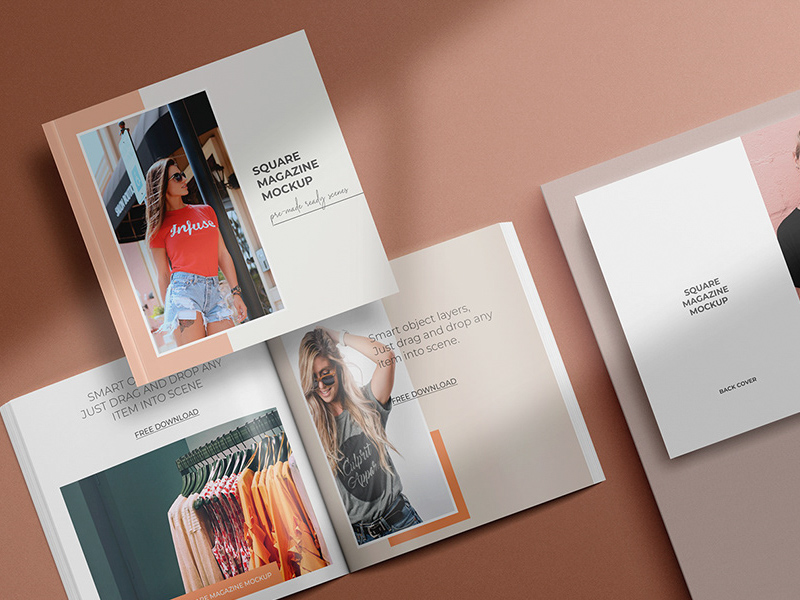 SQUARE
MAGAZINE
MOCKUP
pre-made ready scenes
Infuse
SMART
JUST DRAG AND DROP ANY
ITEM INTO SCENE
FREE DOWNLOAD
MAGAZINE MOCKUP
Smart object layers,
Just drag and drop any
item into scene.
FREE DOWNLOAD
Culprit
SQUARE
MAGAZINE
MOCKUP
BACK COVER